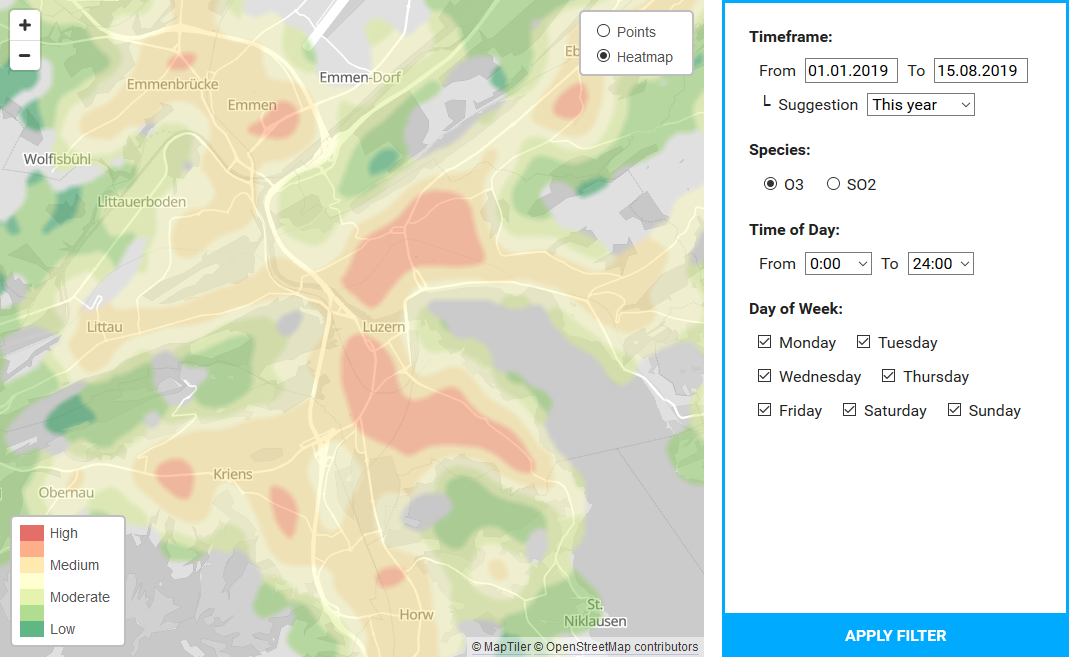 +
−
Points
Heatmap
Eb
Emmen-Dorf
Emmenbrücke
Emmen
Wolfisbühl
Littauerboden
Littau
Luzern
Kriens
Obernau
Horw
St.
Niklausen
High
Medium
Moderate
Low
© MapTiler © OpenStreetMap contributors
Timeframe:
From 01.01.2019 To 15.08.2019
Suggestion This year
Species:
O3 SO2
Time of Day:
From 0:00 To 24:00
Day of Week:
Monday Tuesday
Wednesday Thursday
Friday Saturday Sunday
APPLY FILTER